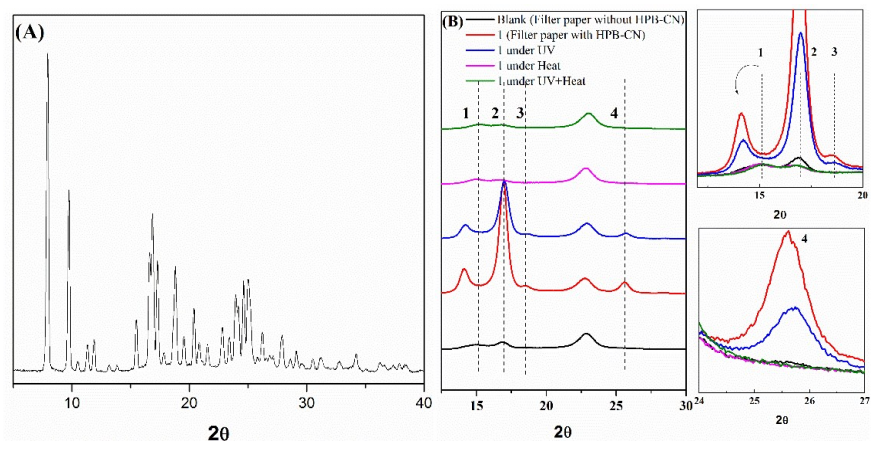 (A)
10
20
30
40
2θ
(B)
Blank (Filter paper without HPB-CN)
1 (Filter paper with HPB-CN)
1 under UV
1 under Heat
1 under UV+Heat
1
2
3
4
15
20
25
30
2θ
1
2
3
15
20
2θ
4
24
25
26
27
2θ